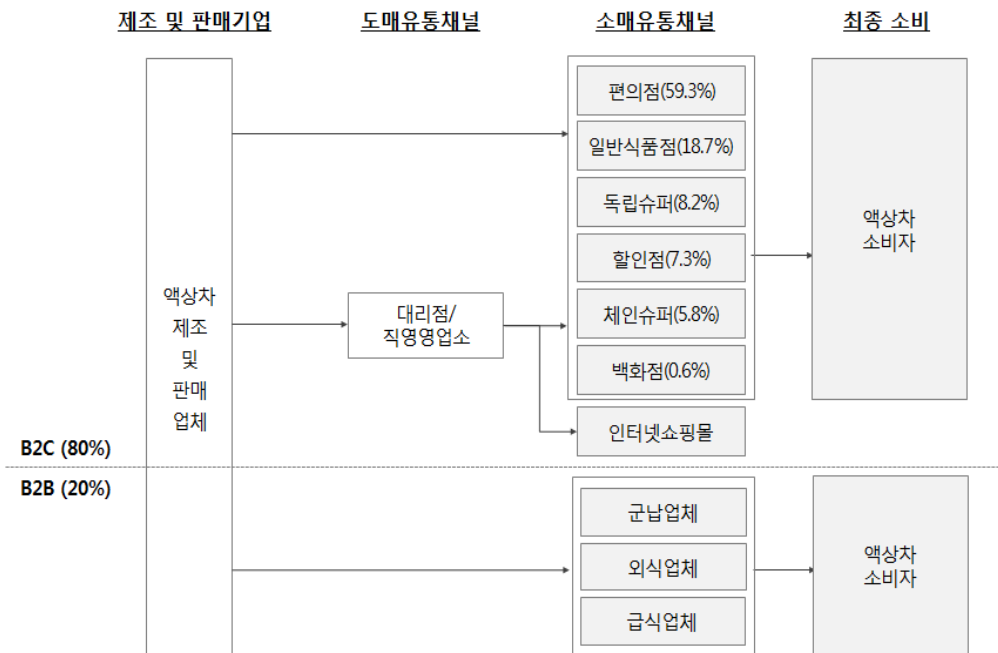 제조 및 판매기업
도매유통채널
소매유통채널
최종 소비
편의점(59.3%)
일반식품점(18.7%)
독립슈퍼(8.2%)
할인점(7.3%)
체인슈퍼(5.8%)
백화점(0.6%)
인터넷쇼핑몰
액상차
제조
및
판매
업체
대리점/
직영영업소
액상차
소비자
B2C (80%)
B2B (20%)
군납업체
외식업체
급식업체
액상차
소비자